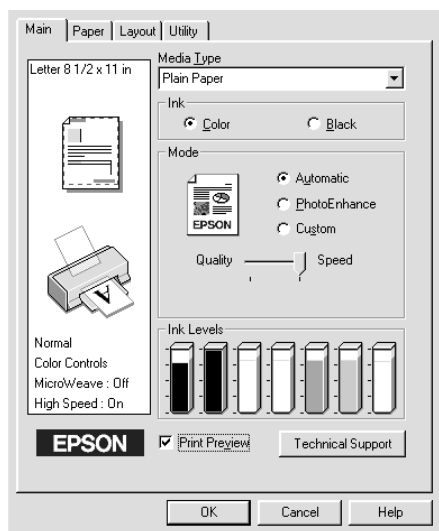 Main Paper Layout Utility
Letter 8 1/2 x 11 in
Media Type
Plain Paper
Ink
Color Black
Mode
EPSON
Automatic
PhotoEnhance
Custom
Quality Speed
A
Normal
Color Controls
MicroWeave : Off
High Speed : On
Ink Levels
EPSON
Print Preview Technical Support
OK Cancel Help